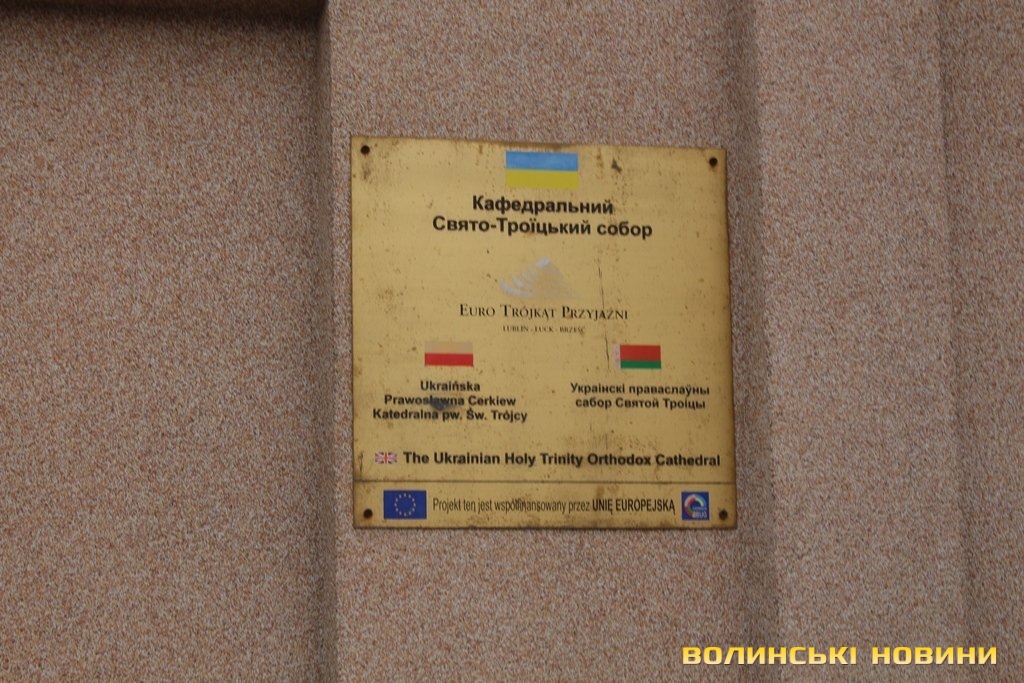 Кафедральний
Свято-Троїцький собор
Euro Trójkąt Przyjaźni
LUBLIN - ŁUCK - BRZEŚĆ
Ukraińska
Prawosławna Cerkiew
Katedralna pw. Św. Trójcy
Украінскі праваслаўны
сабор Святой Троіцы
The Ukrainian Holy Trinity Orthodox Cathedral
Projekt ten jest współfinansowany przez UNIĘ EUROPEJSKĄ
ВОЛИНСЬКІ НОВИНИ